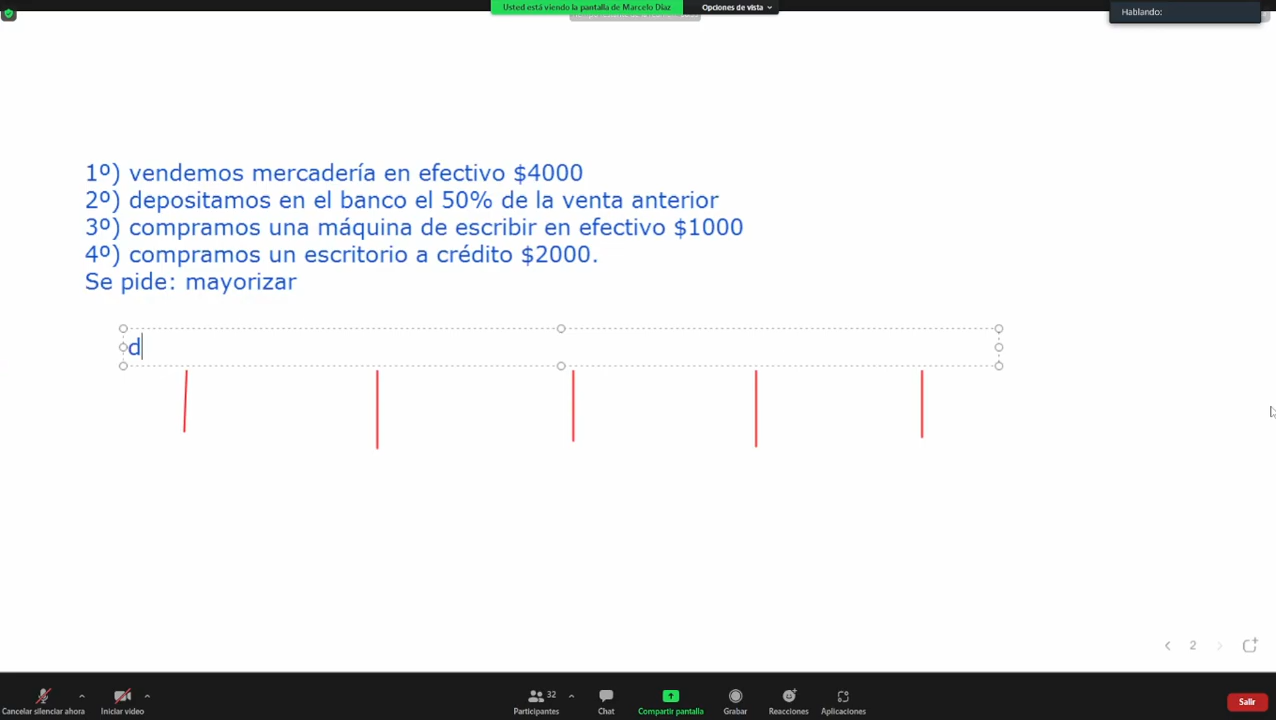 Usted está viendo la pantalla de Marcelo Díaz
Opciones de vista
Hablando:
1º) vendemos mercadería en efectivo $4000
2º) depositamos en el banco el 50% de la venta anterior
3º) compramos una máquina de escribir en efectivo $1000
4º) compramos un escritorio a crédito $2000.
Se pide: mayorizar
d
2
32
Cancelar silenciar ahora
Iniciar video
Participantes
Chat
Compartir pantalla
Grabar
Reacciones
Aplicaciones
Salir